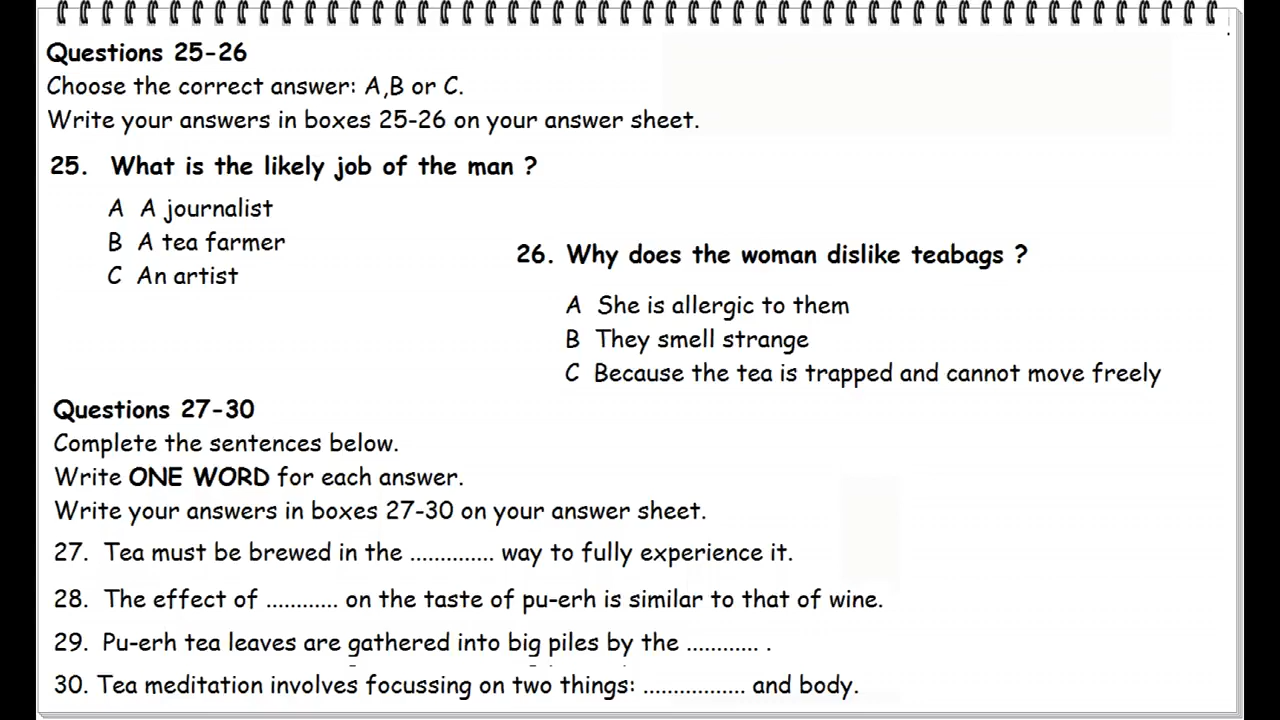 Questions 25-26
Choose the correct answer: A,B or C.
Write your answers in boxes 25-26 on your answer sheet.
25. What is the likely job of the man ?
A A journalist
B A tea farmer
C An artist
26. Why does the woman dislike teabags ?
A She is allergic to them
B They smell strange
C Because the tea is trapped and cannot move freely
Questions 27-30
Complete the sentences below.
Write ONE WORD for each answer.
Write your answers in boxes 27-30 on your answer sheet.
27. Tea must be brewed in the .............. way to fully experience it.
28. The effect of ............ on the taste of pu-erh is similar to that of wine.
29. Pu-erh tea leaves are gathered into big piles by the ............ .
30. Tea meditation involves focussing on two things: ................. and body.